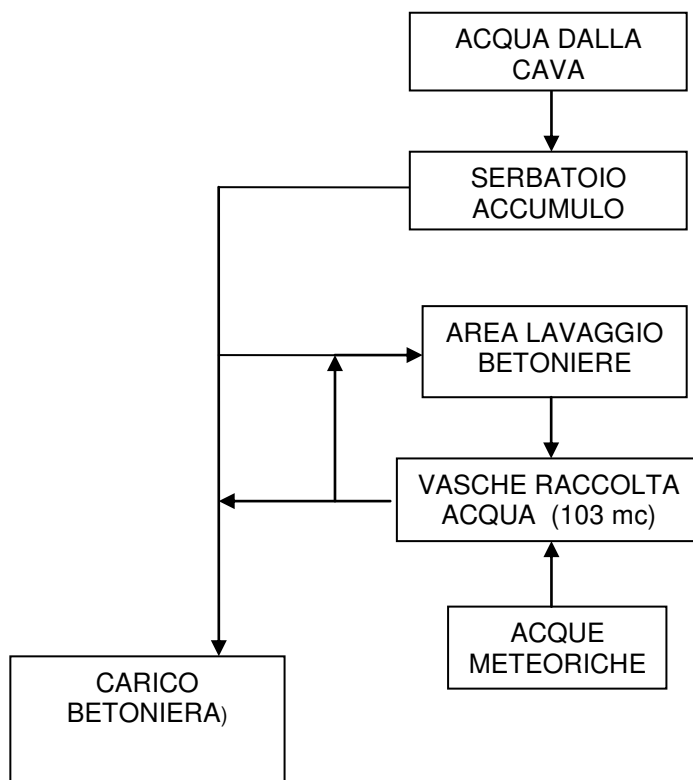 ACQUA DALLA
CAVA
SERBATOIO
ACCUMULO
AREA LAVAGGIO
BETONIERE
VASCHE RACCOLTA
ACQUA (103 mc)
ACQUE
METEORICHE
CARICO
BETONIERA)